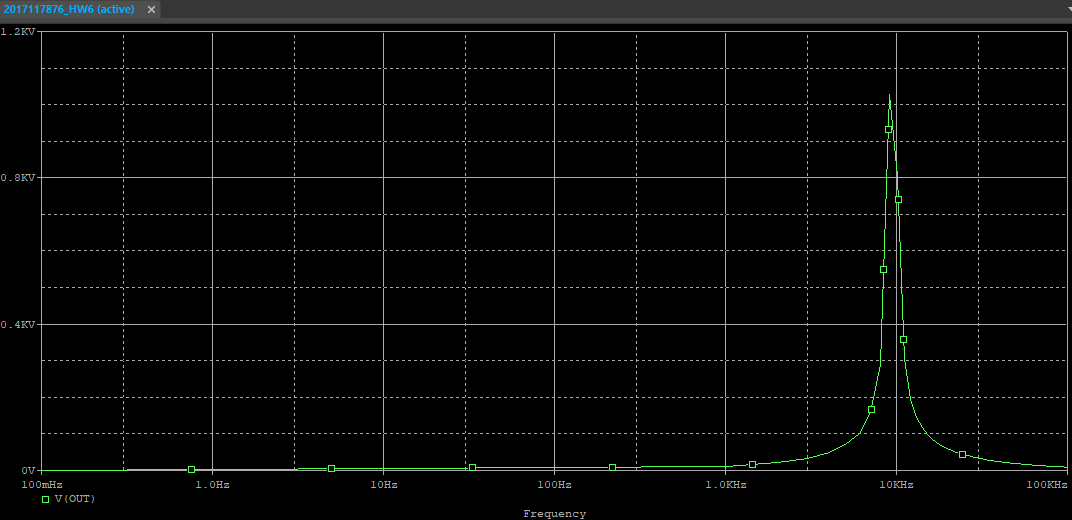 2017117876_HW6 (active)
1.2KV
0.8KV
0.4KV
0V
100mHz 1.0Hz 10Hz 100Hz 1.0KHz 10KHz 100KHz
V(OUT)
Frequency